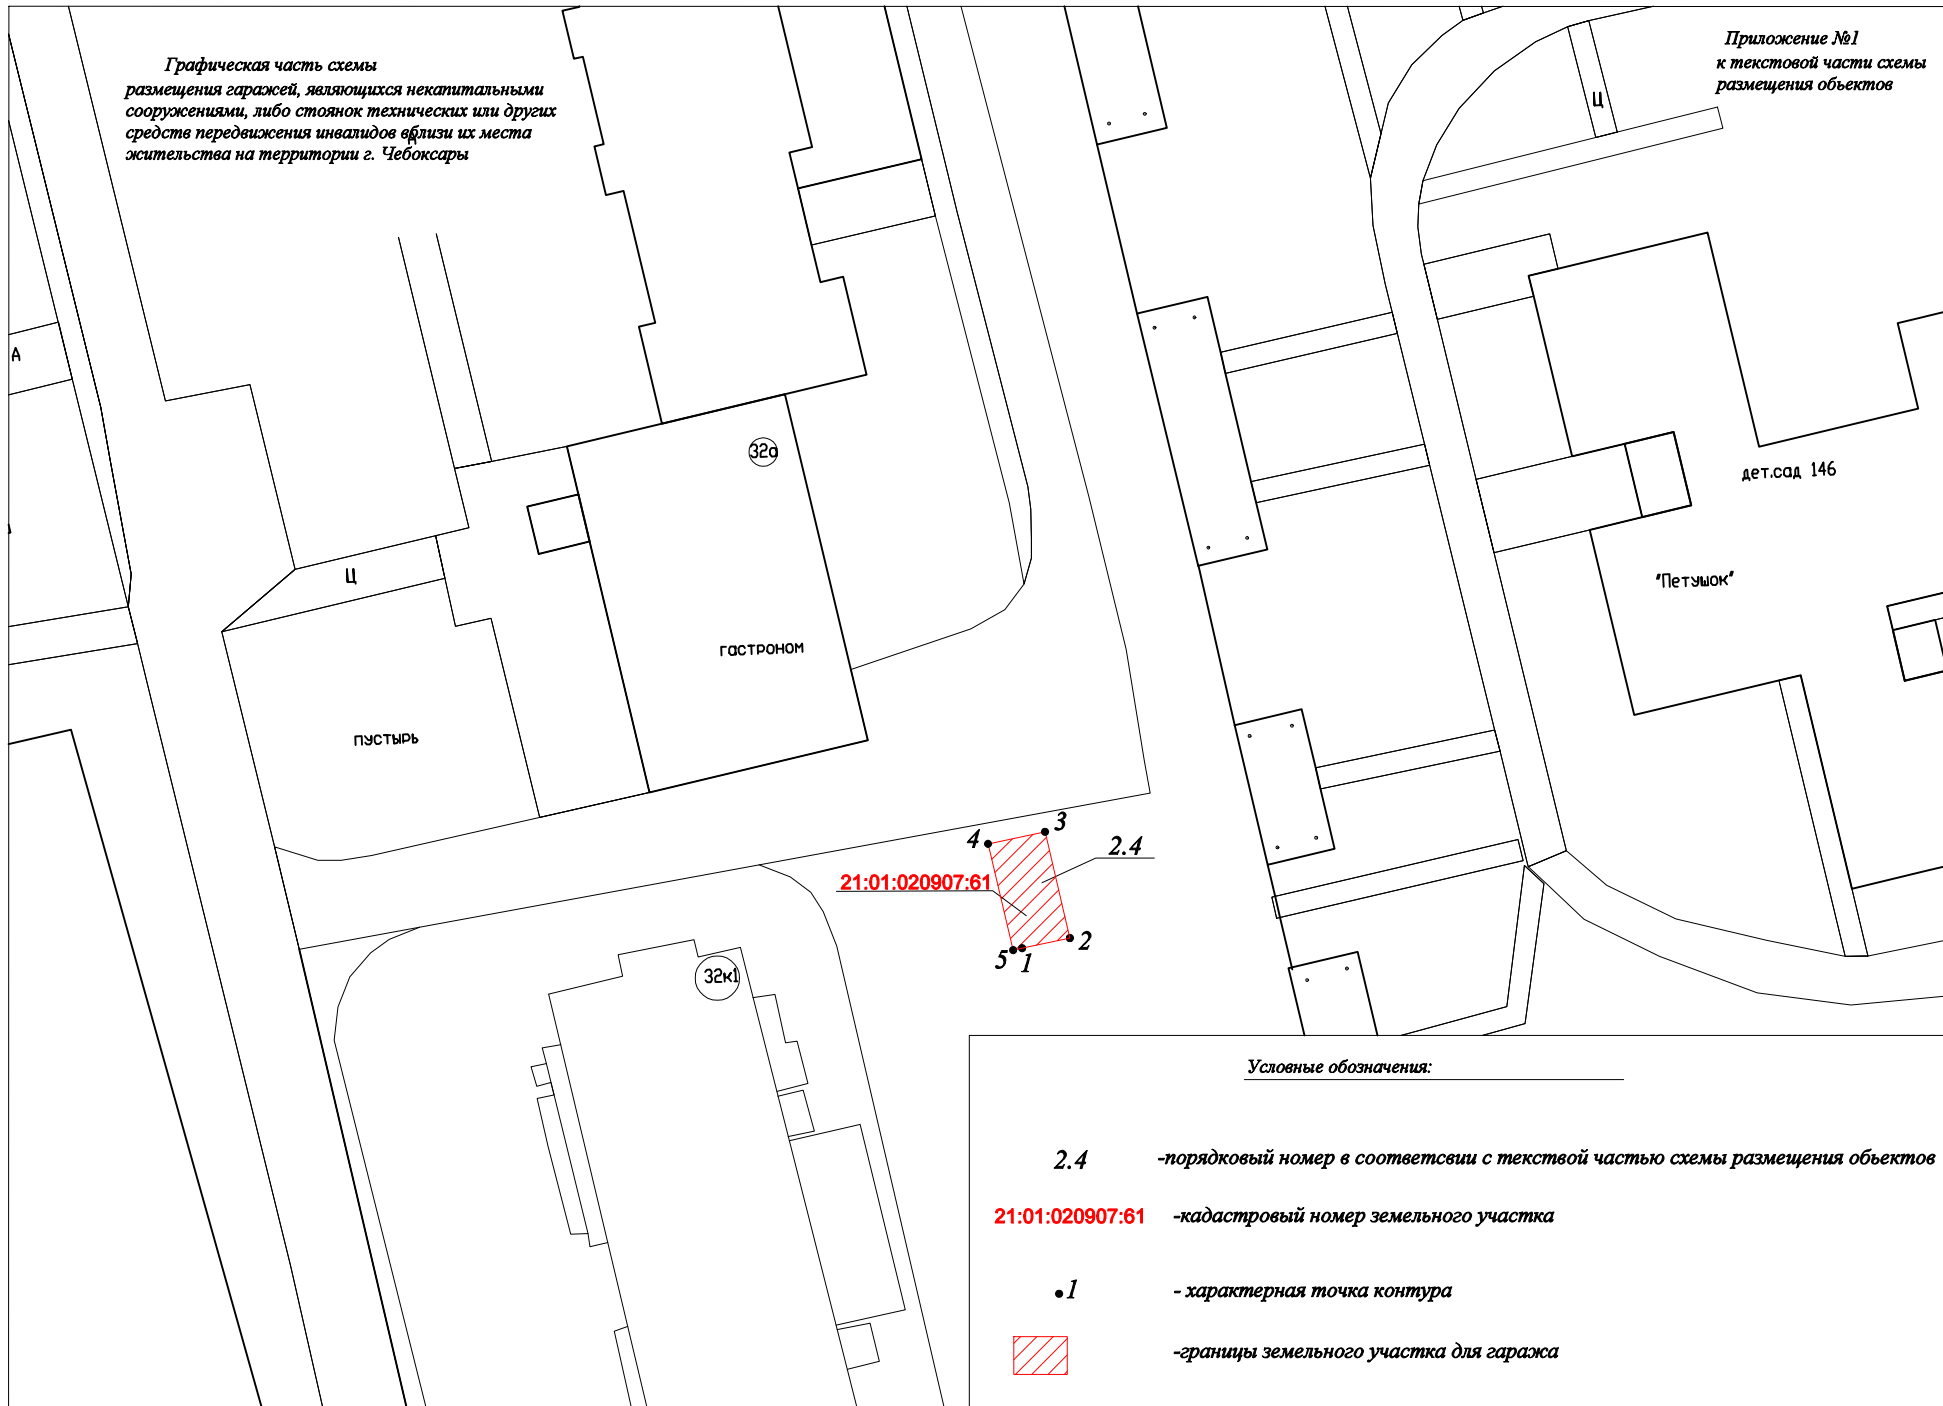 Графическая часть схемы
размещения гаражей, являющихся некапитальными
сооружениями, либо стоянок технических или других
средств передвижения инвалидов вблизи их места
жительства на территории г. Чебоксары
Приложение №1
к текстовой части схемы
размещения объектов
Ц
А
32а
дет.сад 146
"Петушок"
Ц
гастроном
пустырь
4
3
2.4
21:01:020907:61
5
1
2
32к1
Условные обозначения:
2.4 -порядковый номер в соответсвии с текствой частью схемы размещения обьектов
21:01:020907:61 -кадастровый номер земельного участка
1 - характерная точка контура
-границы земельного участка для гаража